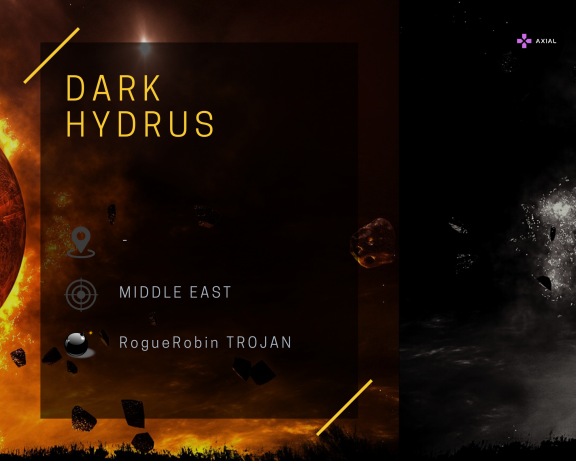 AXIAL
DARK
HYDRUS
-
MIDDLE EAST
RogueRobin TROJAN